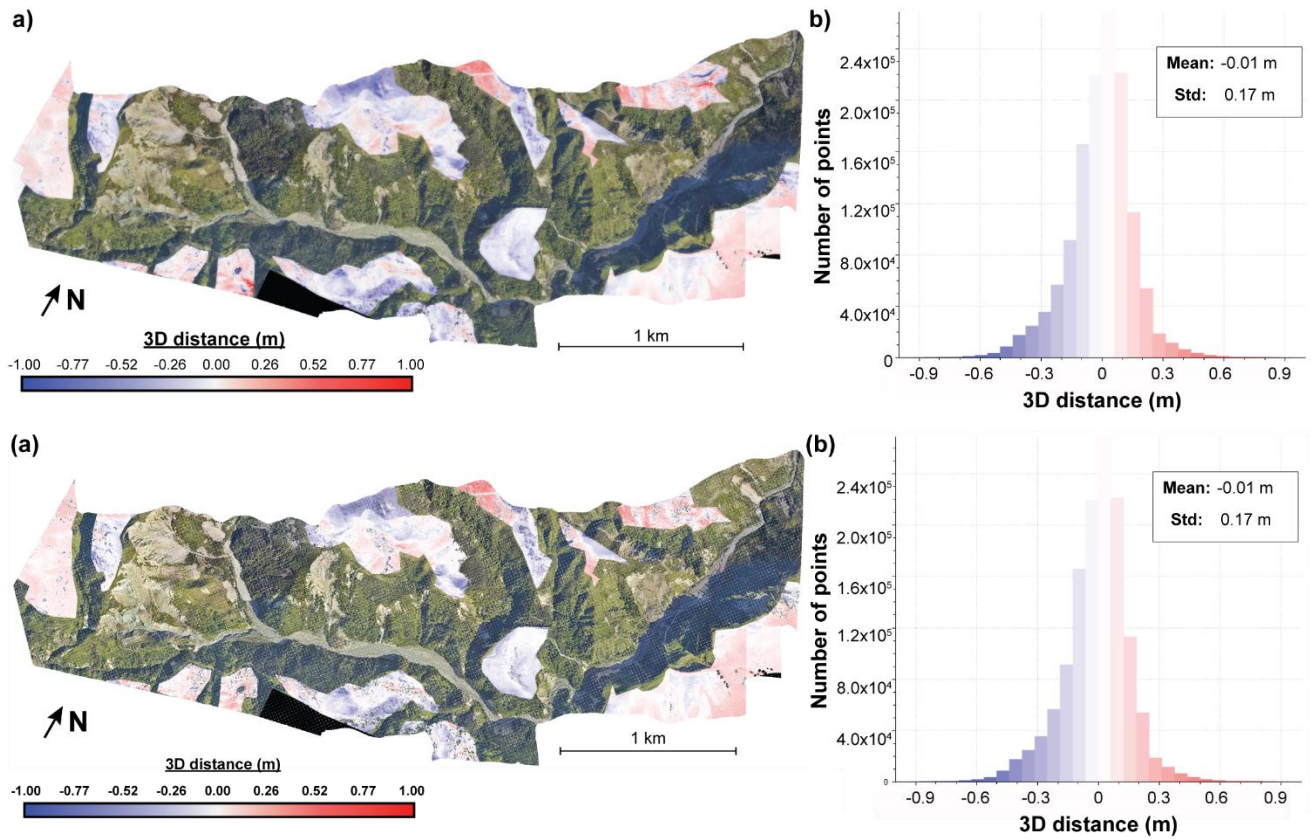 a)
N
3D distance (m)
-1.00 -0.77 -0.52 -0.26 0.00 0.26 0.52 0.77 1.00
1 km
b)
Number of points
2.4x10⁵
2.0x10⁵
1.6x10⁵
1.2x10⁵
8.0x10⁴
4.0x10⁴
0
Mean: -0.01 m
Std: 0.17 m
-0.9 -0.6 -0.3 0 0.3 0.6 0.9
3D distance (m)
(a)
N
3D distance (m)
-1.00 -0.77 -0.52 -0.26 0.00 0.26 0.52 0.77 1.00
1 km
(b)
Number of points
2.4x10⁵
2.0x10⁵
1.6x10⁵
1.2x10⁵
8.0x10⁴
4.0x10⁴
0
Mean: -0.01 m
Std: 0.17 m
-0.9 -0.6 -0.3 0 0.3 0.6 0.9
3D distance (m)